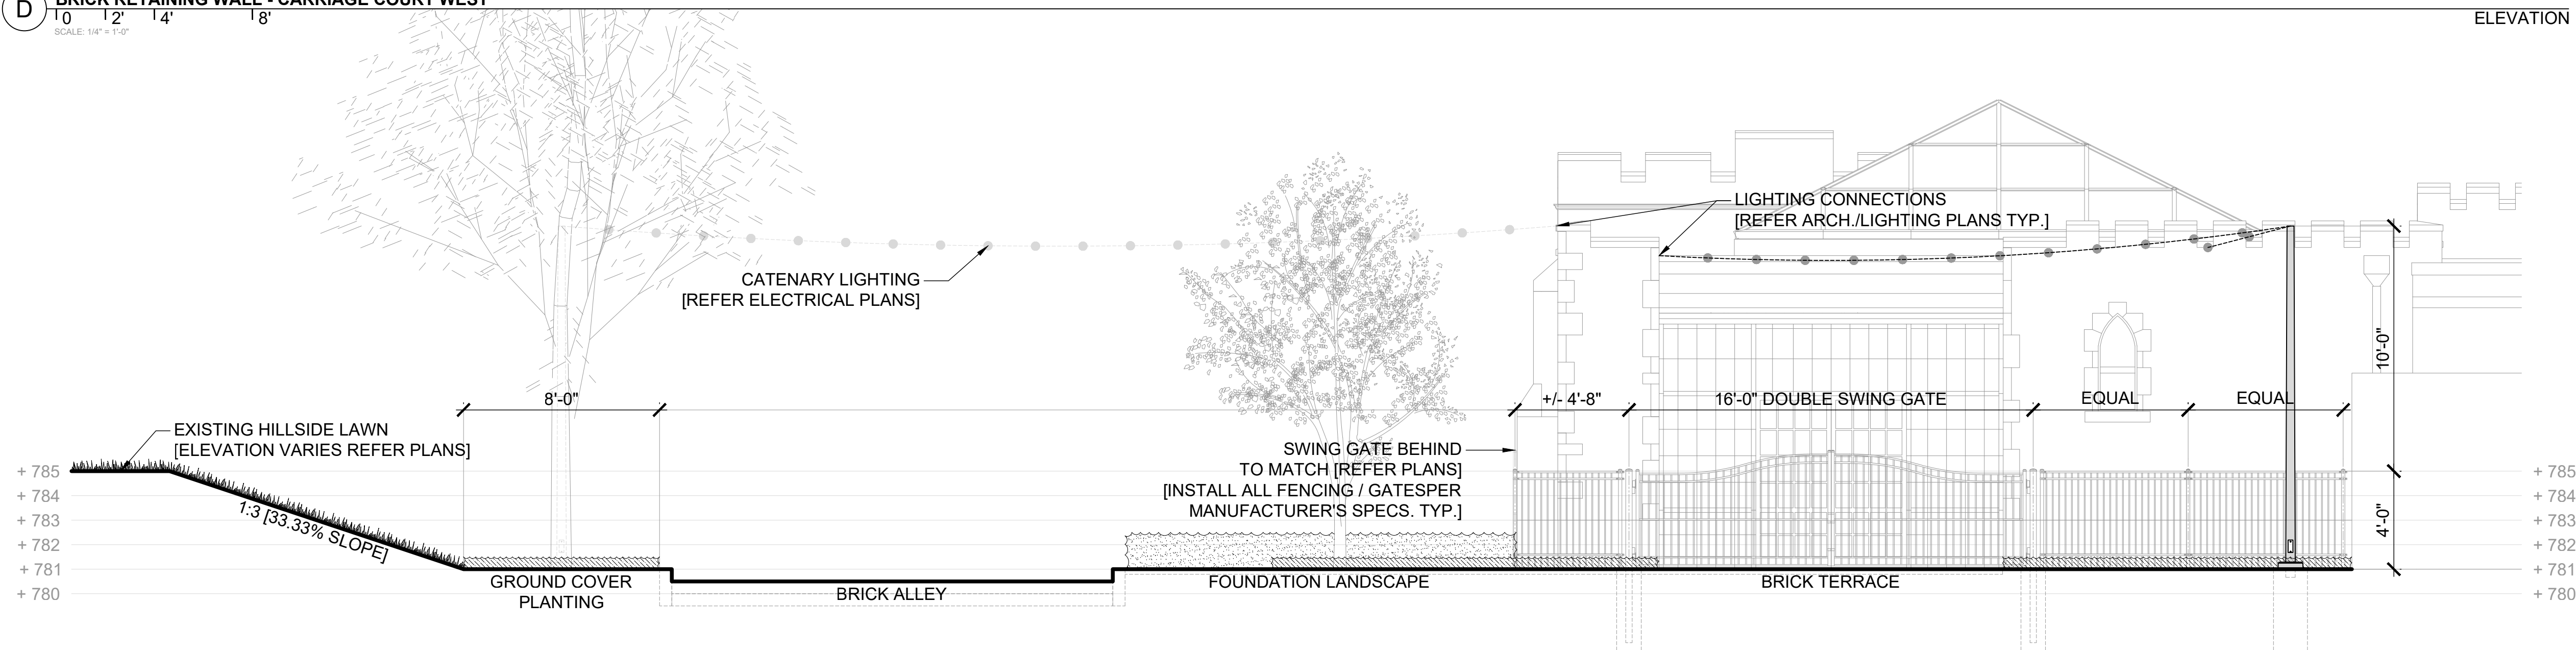 D
BRICK RETAINING WALL - CARRIAGE COURT WEST
0 2' 4' 8'
SCALE: 1/4" = 1'-0"
ELEVATION
LIGHTING CONNECTIONS
[REFER ARCH./LIGHTING PLANS TYP.]
CATENARY LIGHTING
[REFER ELECTRICAL PLANS]
10'-0"
8'-0"
+/- 4'-8"
16'-0" DOUBLE SWING GATE
EQUAL
EQUAL
EXISTING HILLSIDE LAWN
[ELEVATION VARIES REFER PLANS]
SWING GATE BEHIND
TO MATCH [REFER PLANS]
[INSTALL ALL FENCING / GATESPER
MANUFACTURER'S SPECS. TYP.]
1:3 [33.33% SLOPE]
4'-0"
+ 785
+ 784
+ 783
+ 782
+ 781
+ 780
+ 785
+ 784
+ 783
+ 782
+ 781
+ 780
GROUND COVER
PLANTING
BRICK ALLEY
FOUNDATION LANDSCAPE
BRICK TERRACE